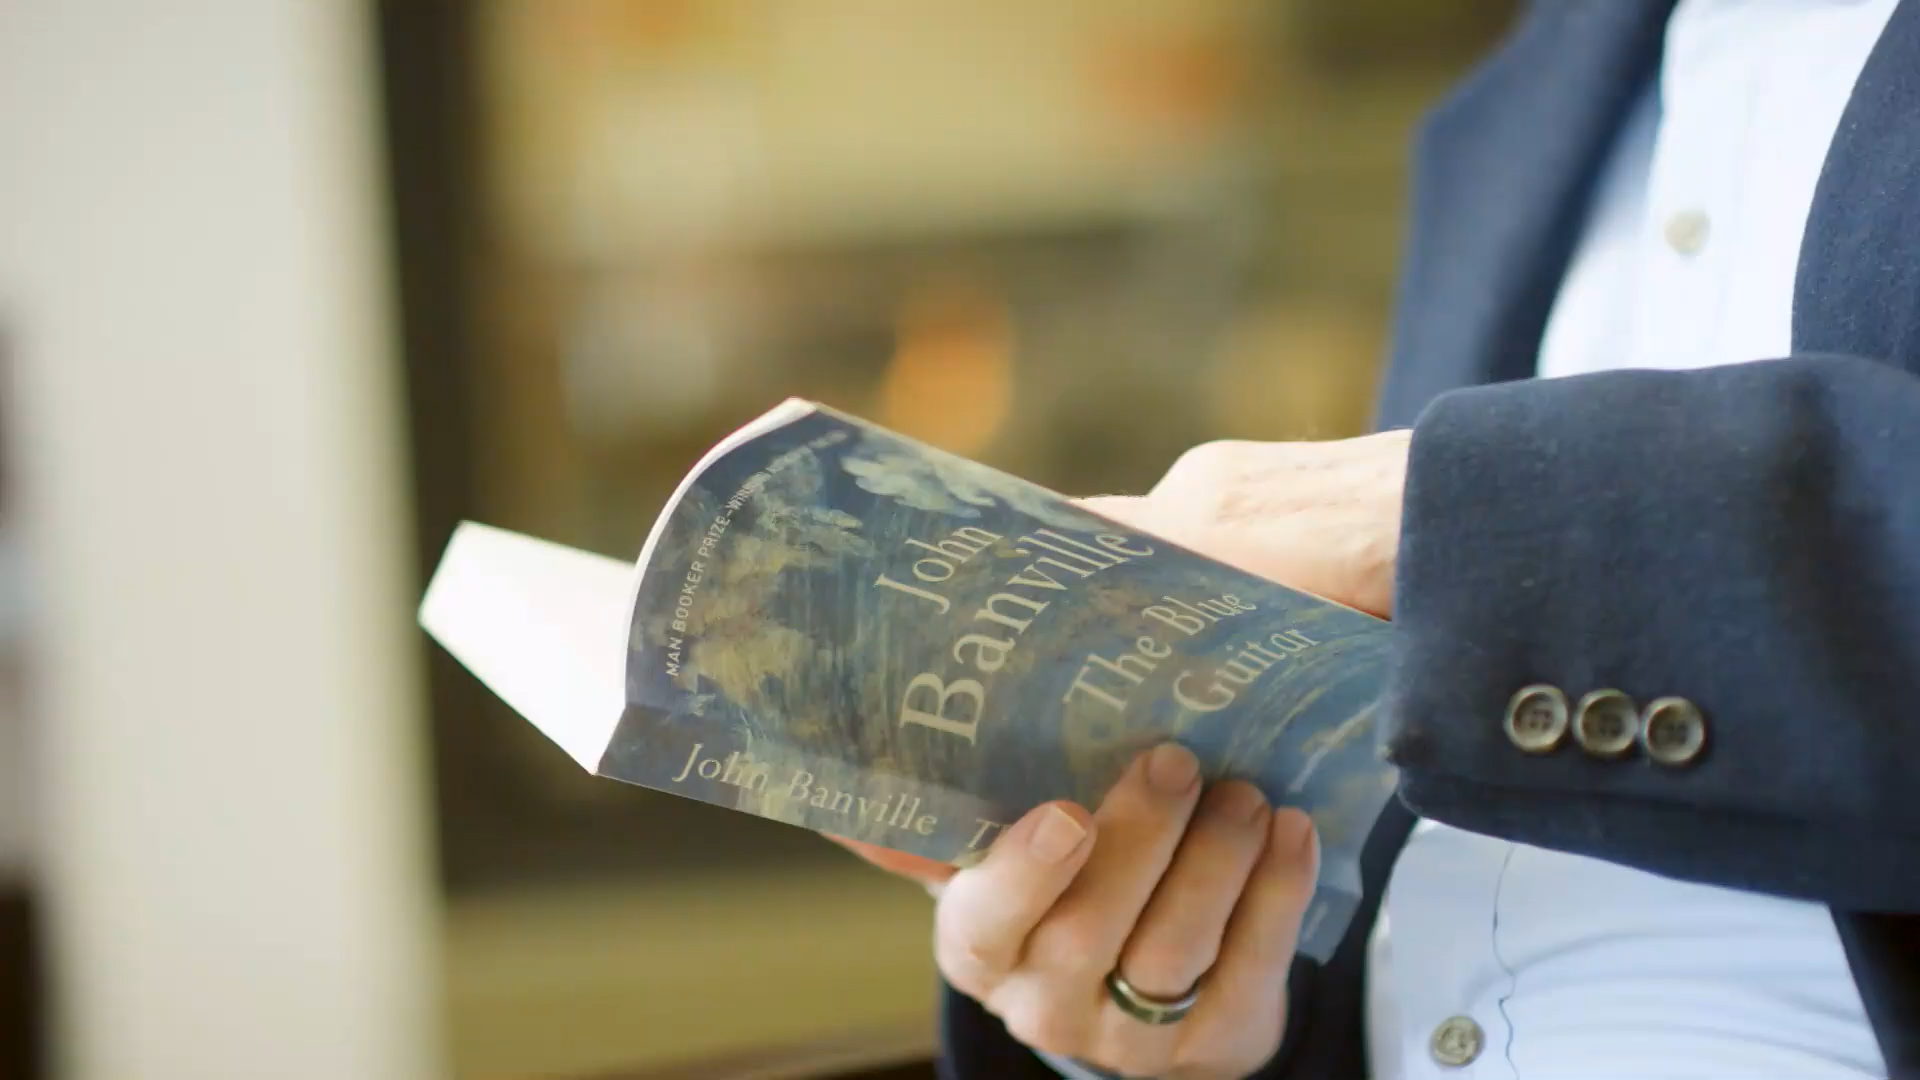 MAN BOOKER PRIZE-WINNING
John
Banville
The Blue
Guitar
John Banville